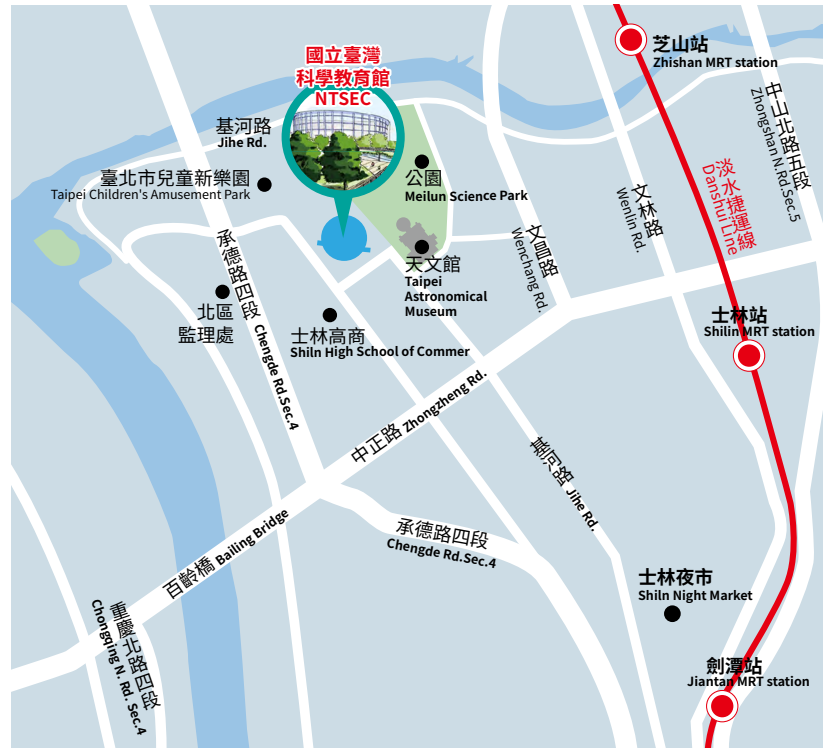 國立臺灣
科學教育館
NTSEC
芝山站
Zhishan MRT station
中山北路五段
Zhongshan N.Rd.Sec.5
基河路
Jihe Rd.
臺北市兒童新樂園
Taipei Children's Amusement Park
公園
Meilun Science Park
淡水捷運線
Danshui Line
文林路
Wenlin Rd.
文昌路
Wenchang Rd.
承德路四段
Chengde Rd.Sec.4
天文館
Taipei
Astronomical
Museum
北區
監理處
士林高商
Shiln High School of Commer
士林站
Shilin MRT station
中正路 Zhongzheng Rd.
基河路 Jihe Rd.
百齡橋 Bailing Bridge
承德路四段
Chengde Rd.Sec.4
士林夜市
Shiln Night Market
重慶北路四段
Chongqing N. Rd. Sec.4
劍潭站
Jiantan MRT station